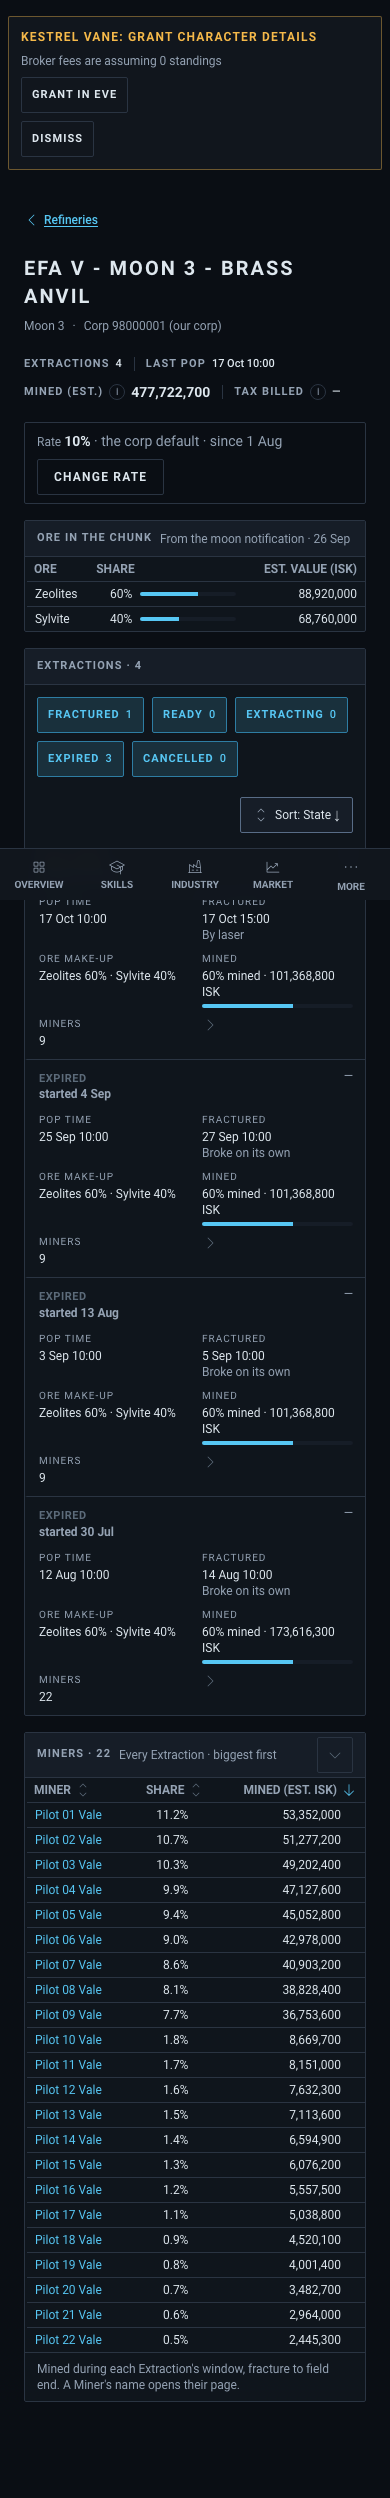 KESTREL VANE: GRANT CHARACTER DETAILS
Broker fees are assuming 0 standings
GRANT IN EVE
DISMISS
Refineries
EFA V - MOON 3 - BRASS
ANVIL
Moon 3 · Corp 98000001 (our corp)
EXTRACTIONS 4 LAST POP 17 Oct 10:00
MINED (EST.) 477,722,700 TAX BILLED –
Rate 10% · the corp default · since 1 Aug
CHANGE RATE
ORE IN THE CHUNK From the moon notification · 26 Sep
ORE SHARE EST. VALUE (ISK)
Zeolites 60% 88,920,000
Sylvite 40% 68,760,000
EXTRACTIONS · 4
FRACTURED 1 READY 0 EXTRACTING 0
EXPIRED 3 CANCELLED 0
Sort: State ↓
OVERVIEW SKILLS INDUSTRY MARKET MORE
POP TIME FRACTURED
17 Oct 10:00 17 Oct 15:00
By laser
ORE MAKE-UP MINED
Zeolites 60% · Sylvite 40% 60% mined · 101,368,800
ISK
MINERS
9
EXPIRED –
started 4 Sep
POP TIME FRACTURED
25 Sep 10:00 27 Sep 10:00
Broke on its own
ORE MAKE-UP MINED
Zeolites 60% · Sylvite 40% 60% mined · 101,368,800
ISK
MINERS
9
EXPIRED –
started 13 Aug
POP TIME FRACTURED
3 Sep 10:00 5 Sep 10:00
Broke on its own
ORE MAKE-UP MINED
Zeolites 60% · Sylvite 40% 60% mined · 101,368,800
ISK
MINERS
9
EXPIRED –
started 30 Jul
POP TIME FRACTURED
12 Aug 10:00 14 Aug 10:00
Broke on its own
ORE MAKE-UP MINED
Zeolites 60% · Sylvite 40% 60% mined · 173,616,300
ISK
MINERS
22
MINERS · 22 Every Extraction · biggest first
MINER SHARE MINED (EST. ISK) ↓
Pilot 01 Vale 11.2% 53,352,000
Pilot 02 Vale 10.7% 51,277,200
Pilot 03 Vale 10.3% 49,202,400
Pilot 04 Vale 9.9% 47,127,600
Pilot 05 Vale 9.4% 45,052,800
Pilot 06 Vale 9.0% 42,978,000
Pilot 07 Vale 8.6% 40,903,200
Pilot 08 Vale 8.1% 38,828,400
Pilot 09 Vale 7.7% 36,753,600
Pilot 10 Vale 1.8% 8,669,700
Pilot 11 Vale 1.7% 8,151,000
Pilot 12 Vale 1.6% 7,632,300
Pilot 13 Vale 1.5% 7,113,600
Pilot 14 Vale 1.4% 6,594,900
Pilot 15 Vale 1.3% 6,076,200
Pilot 16 Vale 1.2% 5,557,500
Pilot 17 Vale 1.1% 5,038,800
Pilot 18 Vale 0.9% 4,520,100
Pilot 19 Vale 0.8% 4,001,400
Pilot 20 Vale 0.7% 3,482,700
Pilot 21 Vale 0.6% 2,964,000
Pilot 22 Vale 0.5% 2,445,300
Mined during each Extraction's window, fracture to field
end. A Miner's name opens their page.